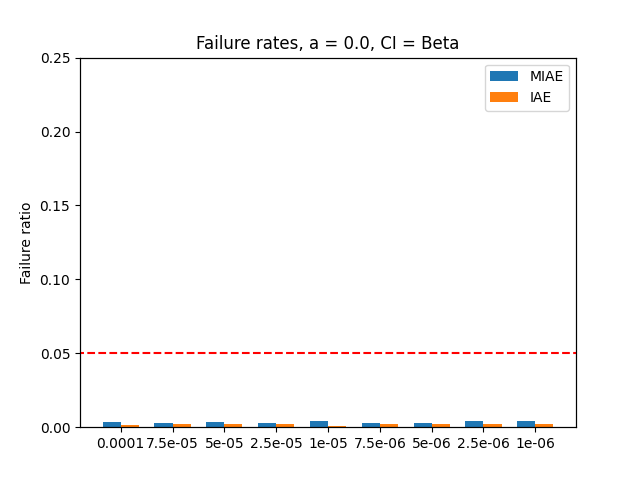 Failure rates, a = 0.0, CI = Beta
MIAE
IAE
Failure ratio
0.25
0.20
0.15
0.10
0.05
0.00
0.0001 7.5e-05 5e-05 2.5e-05 1e-05 7.5e-06 5e-06 2.5e-06 1e-06